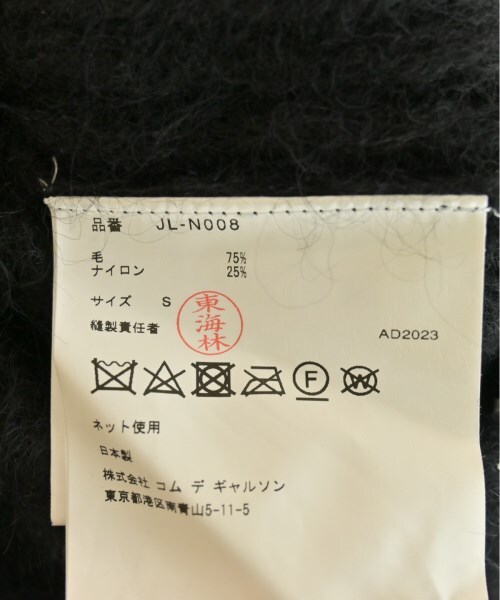 品番 JL-N008
毛 75%
ナイロン 25%
サイズ S
縫製責任者
東海林
AD2023
F
W
ネット使用
日本製
株式会社 コム デ ギャルソン
東京都港区南青山5-11-5